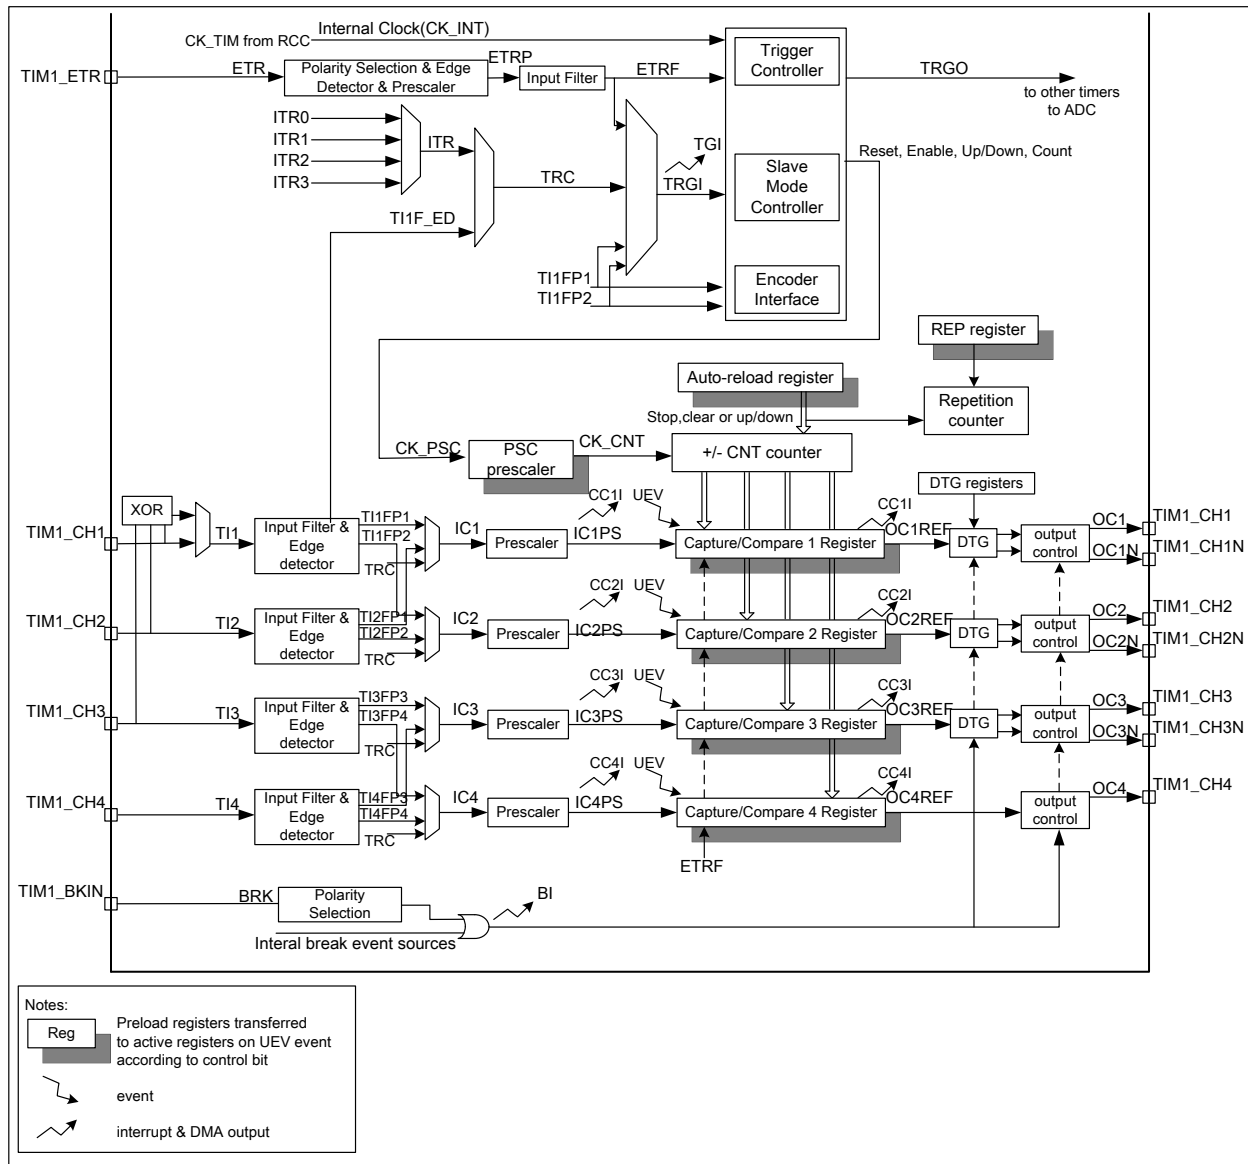 Internal Clock(CK_INT)
CK_TIM from RCC
TIM1_ETR
ETR
Polarity Selection & Edge
Detector & Prescaler
ETRP
Input Filter
ETRF
Trigger
Controller
TRGO
to other timers
to ADC
ITR0
ITR1
ITR2
ITR3
ITR
TRC
TGI
TRGI
Slave
Mode
Controller
Reset, Enable, Up/Down, Count
TI1F_ED
TI1FP1
TI1FP2
Encoder
Interface
REP register
Auto-reload register
Repetition
counter
Stop,clear or up/down
CK_PSC
PSC
prescaler
CK_CNT
+/- CNT counter
DTG registers
XOR
TIM1_CH1
TI1
Input Filter &
Edge
detector
TI1FP1
TI1FP2
TRC
IC1
Prescaler
IC1PS
CC1I
UEV
Capture/Compare 1 Register
CC1I
OC1REF
DTG
output
control
OC1
OC1N
TIM1_CH1
TIM1_CH1N
TIM1_CH2
TI2
Input Filter &
Edge
detector
TI2FP1
TI2FP2
TRC
IC2
Prescaler
IC2PS
CC2I
UEV
Capture/Compare 2 Register
CC2I
OC2REF
DTG
output
control
OC2
OC2N
TIM1_CH2
TIM1_CH2N
TIM1_CH3
TI3
Input Filter &
Edge
detector
TI3FP3
TI3FP4
TRC
IC3
Prescaler
IC3PS
CC3I
UEV
Capture/Compare 3 Register
CC3I
OC3REF
DTG
output
control
OC3
OC3N
TIM1_CH3
TIM1_CH3N
TIM1_CH4
TI4
Input Filter &
Edge
detector
TI4FP3
TI4FP4
TRC
IC4
Prescaler
IC4PS
CC4I
UEV
Capture/Compare 4 Register
CC4I
OC4REF
output
control
OC4
TIM1_CH4
ETRF
TIM1_BKIN
BRK
Polarity
Selection
BI
Interal break event sources
Notes:
Reg
Preload registers transferred
to active registers on UEV event
according to control bit
event
interrupt & DMA output